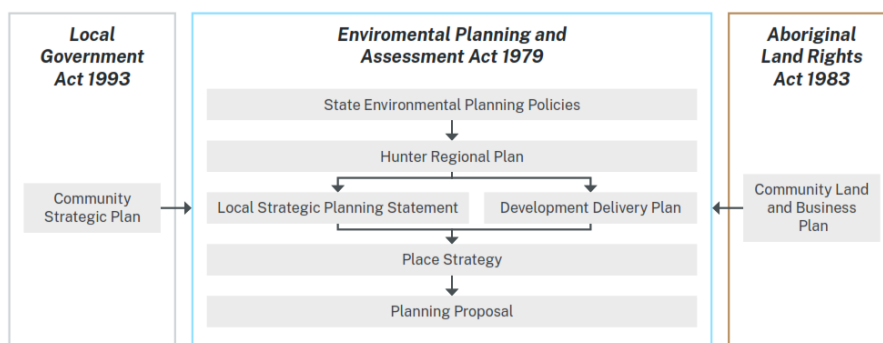 Local
Government
Act 1993
Community
Strategic Plan
Enviromental Planning and
Assessment Act 1979
State Environmental Planning Policies
Hunter Regional Plan
Local Strategic Planning Statement
Development Delivery Plan
Place Strategy
Planning Proposal
Aboriginal
Land Rights
Act 1983
Community Land
and Business
Plan